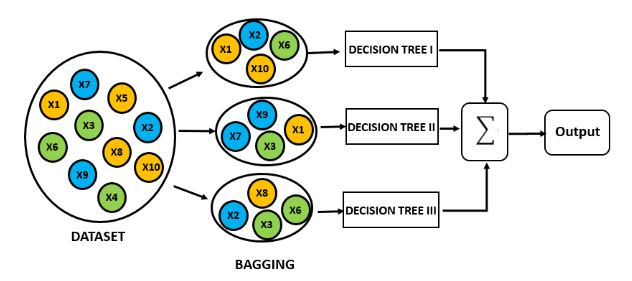 X7
X1
X5
X3
X2
X6
X8
X10
X9
X4
DATASET
X2
X1
X6
X10
X9
X7
X1
X3
X8
X2
X6
X3
BAGGING
DECISION TREE I
DECISION TREE II
DECISION TREE III
∑
Output